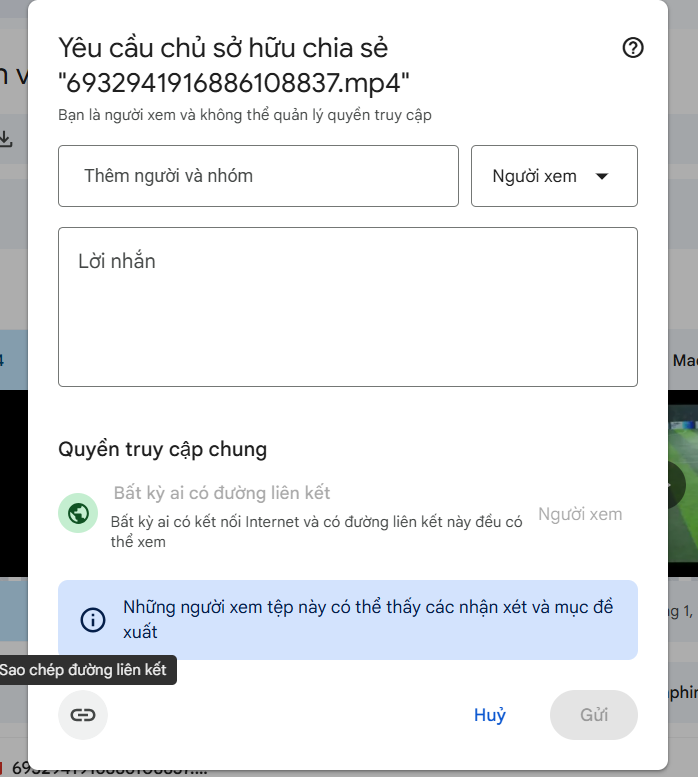 Yêu cầu chủ sở hữu chia sẻ
"6932941916886108837.mp4"
Bạn là người xem và không thể quản lý quyền truy cập
Thêm người và nhóm
Người xem
Lời nhắn
4
Mac
Quyền truy cập chung
Bất kỳ ai có đường liên kết
Bất kỳ ai có kết nối Internet và có đường liên kết này đều có
thể xem
Người xem
Những người xem tệp này có thể thấy các nhận xét và mục đề
xuất
ng 1,
Sao chép đường liên kết
Huỷ
Gửi